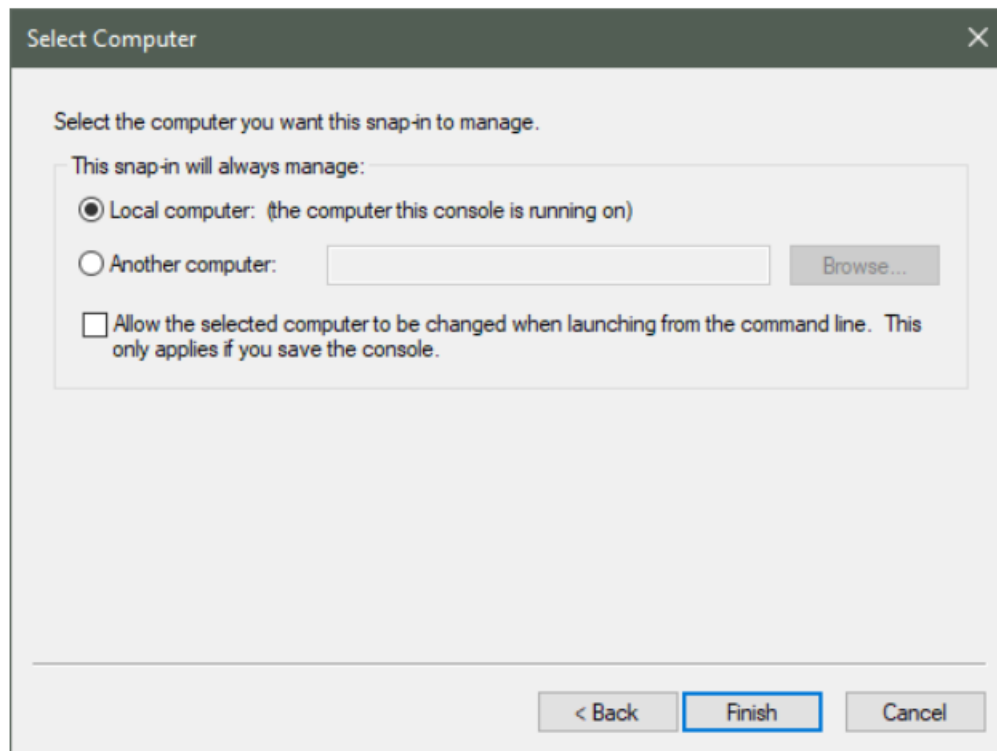 Select Computer
Select the computer you want this snap-in to manage.
This snap-in will always manage:
Local computer: (the computer this console is running on)
Another computer:
Browse...
Allow the selected computer to be changed when launching from the command line. This
only applies if you save the console.
< Back
Finish
Cancel